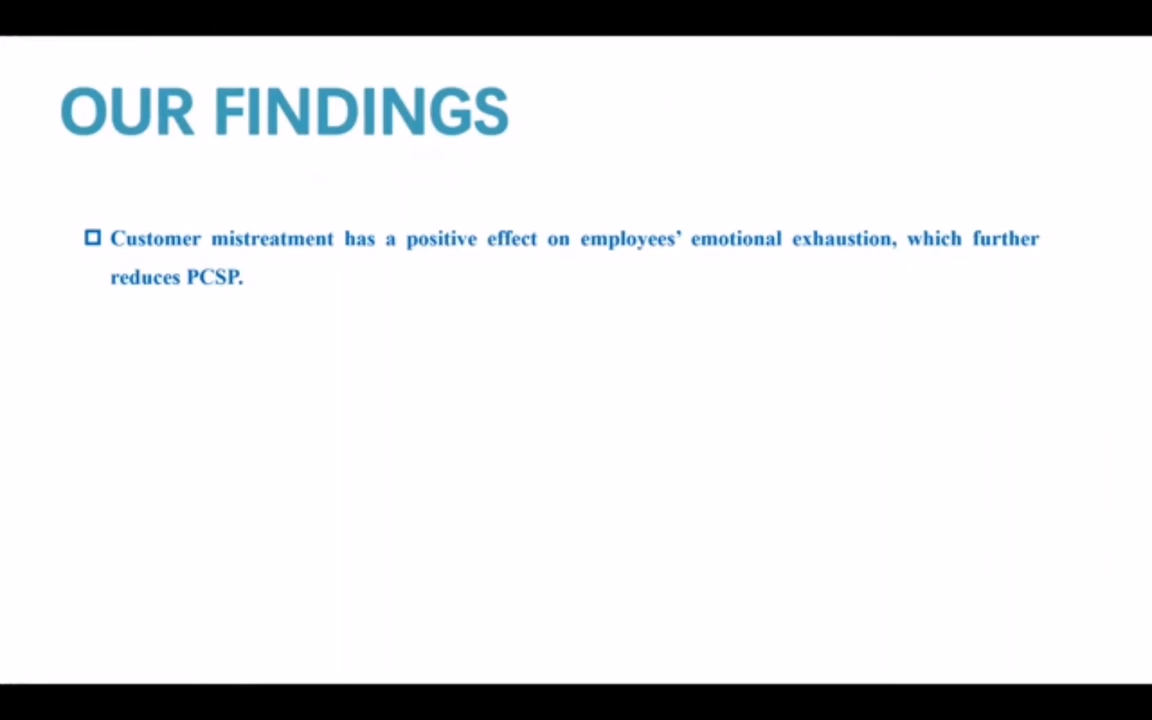 OUR FINDINGS
Customer mistreatment has a positive effect on employees’ emotional exhaustion, which further
reduces PCSP.